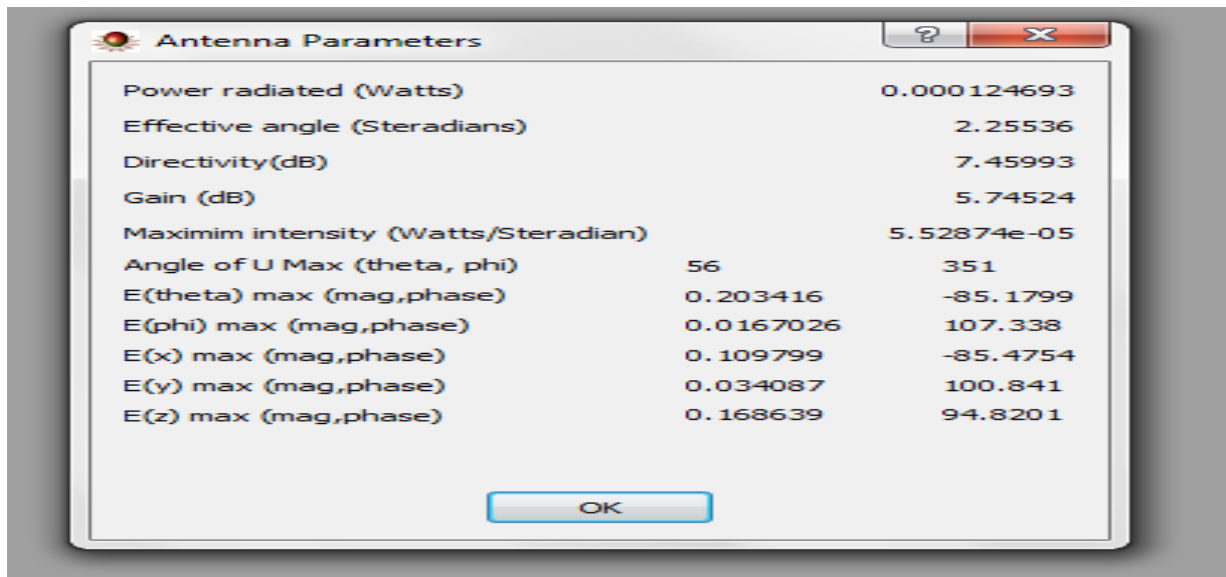 Antenna Parameters
Power radiated (Watts) 0.000124693
Effective angle (Steradians) 2.25536
Directivity(dB) 7.45993
Gain (dB) 5.74524
Maximim intensity (Watts/Steradian) 5.52874e-05
Angle of U Max (theta, phi) 56 351
E(theta) max (mag,phase) 0.203416 -85.1799
E(phi) max (mag,phase) 0.0167026 107.338
E(x) max (mag,phase) 0.109799 -85.4754
E(y) max (mag,phase) 0.034087 100.841
E(z) max (mag,phase) 0.168639 94.8201
OK